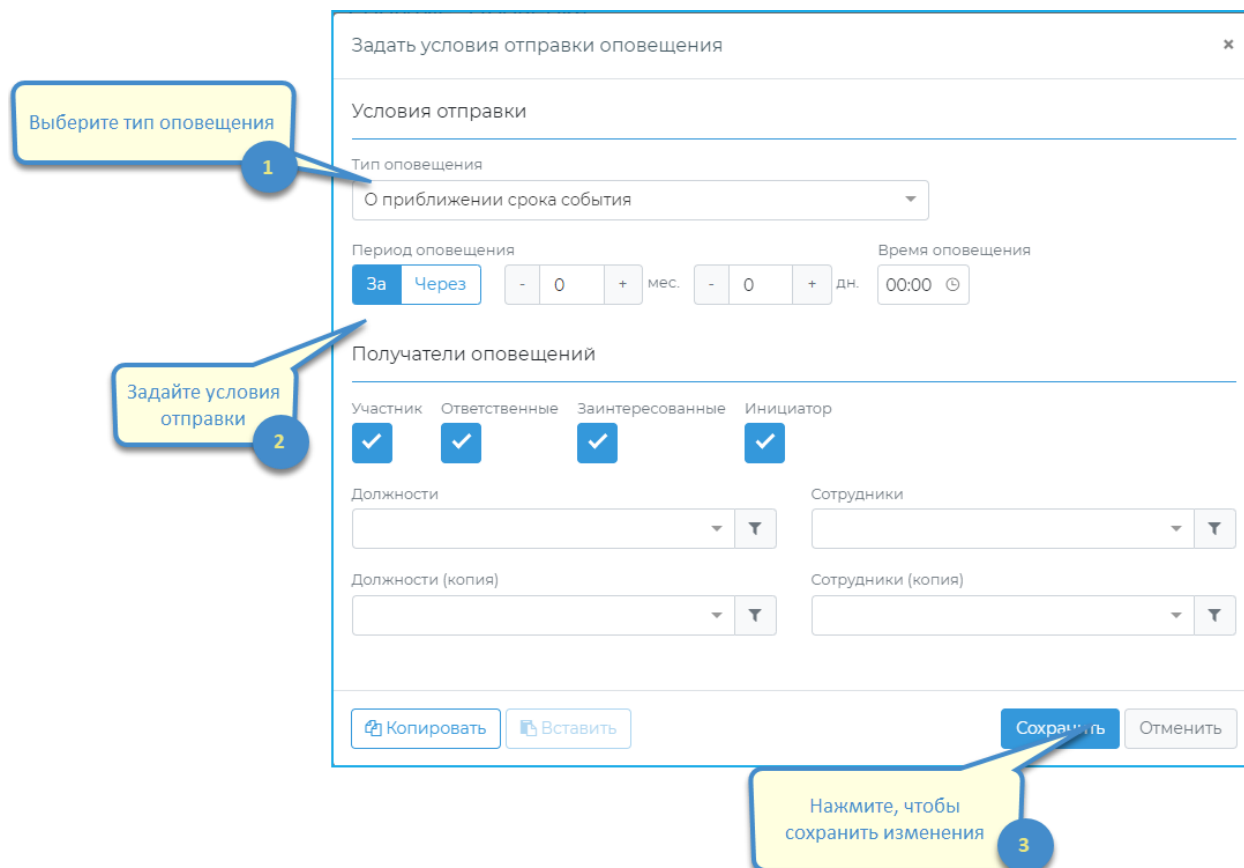 Задать условия отправки оповещения ×
Выберите тип оповещения
1
Условия отправки
Тип оповещения
О приближении срока события
Период оповещения Время оповещения
За Через - 0 + мес. - 0 + дн. 00:00
Задайте условия
отправки
2
Получатели оповещений
Участник Ответственные Заинтересованные Инициатор
Должности Сотрудники
Должности (копия) Сотрудники (копия)
Копировать Вставить Сохранить Отменить
Нажмите, чтобы
сохранить изменения
3